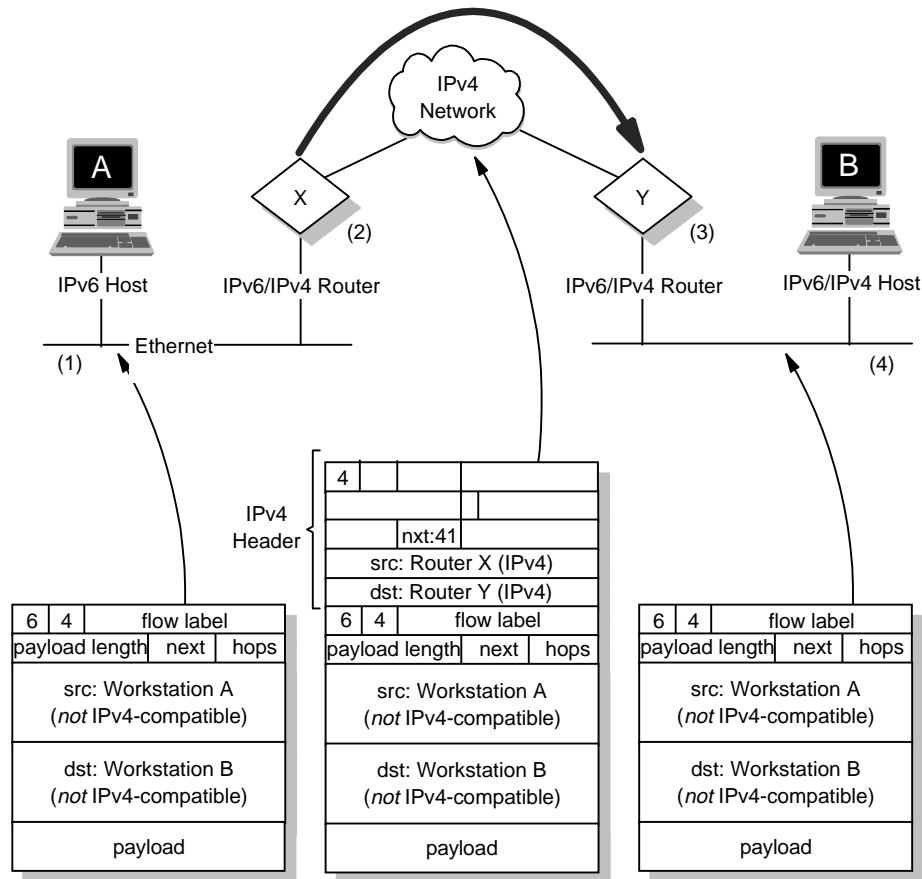 IPv4
Network
A
B
X
Y
(2)
(3)
IPv6 Host
IPv6/IPv4 Router
IPv6/IPv4 Router
IPv6/IPv4 Host
Ethernet
(1)
(4)
IPv4
Header
4
nxt:41
src: Router X (IPv4)
dst: Router Y (IPv4)
6 4 flow label
payload length next hops
src: Workstation A
(not IPv4-compatible)
dst: Workstation B
(not IPv4-compatible)
payload
6 4 flow label
payload length next hops
src: Workstation A
(not IPv4-compatible)
dst: Workstation B
(not IPv4-compatible)
payload
6 4 flow label
payload length next hops
src: Workstation A
(not IPv4-compatible)
dst: Workstation B
(not IPv4-compatible)
payload